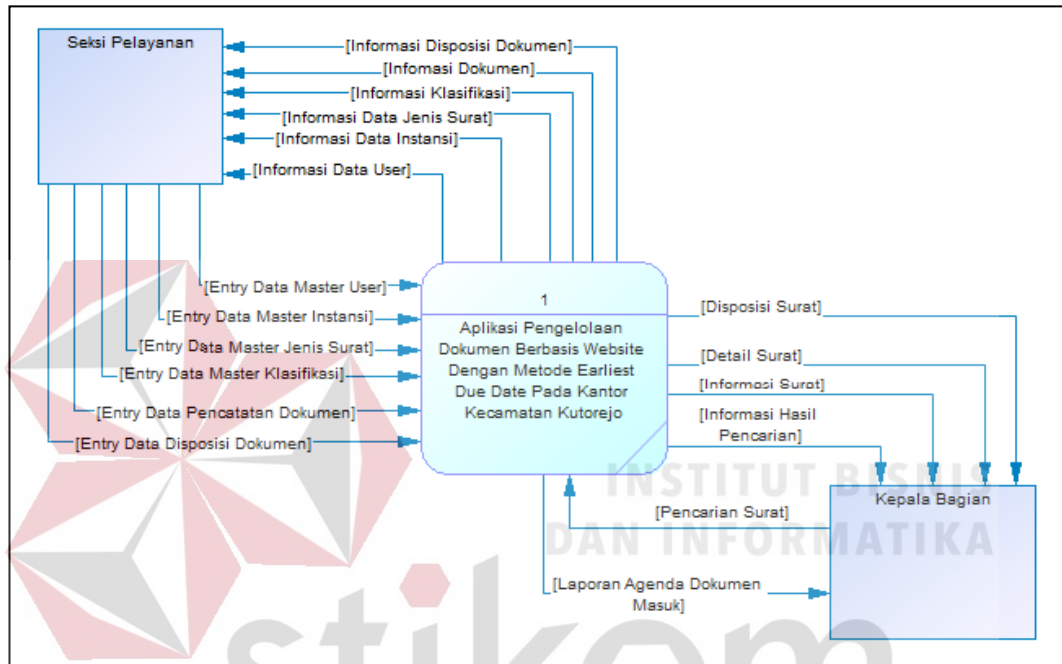 Seksi Pelayanan
[Informasi Disposisi Dokumen]
[Infomasi Dokumen]
[Informasi Klasifikasi]
[Informasi Data Jenis Surat]
[Informasi Data Instansi]
[Informasi Data User]
[Entry Data Master User]
[Entry Data Master Instansi]
[Entry Data Master Jenis Surat]
[Entry Data Master Klasifikasi]
[Entry Data Pencatatan Dokumen]
[Entry Data Disposisi Dokumen]
1
Aplikasi Pengelolaan
Dokumen Berbasis Website
Dengan Metode Earliest
Due Date Pada Kantor
Kecamatan Kutorejo
[Disposisi Surat]
[Detail Surat]
[Informasi Surat]
[Informasi Hasil
Pencarian]
[Pencarian Surat]
Kepala Bagian
[Laporan Agenda Dokumen
Masuk]
INSTITUT BISNIS
DAN INFORMATIKA
stikom